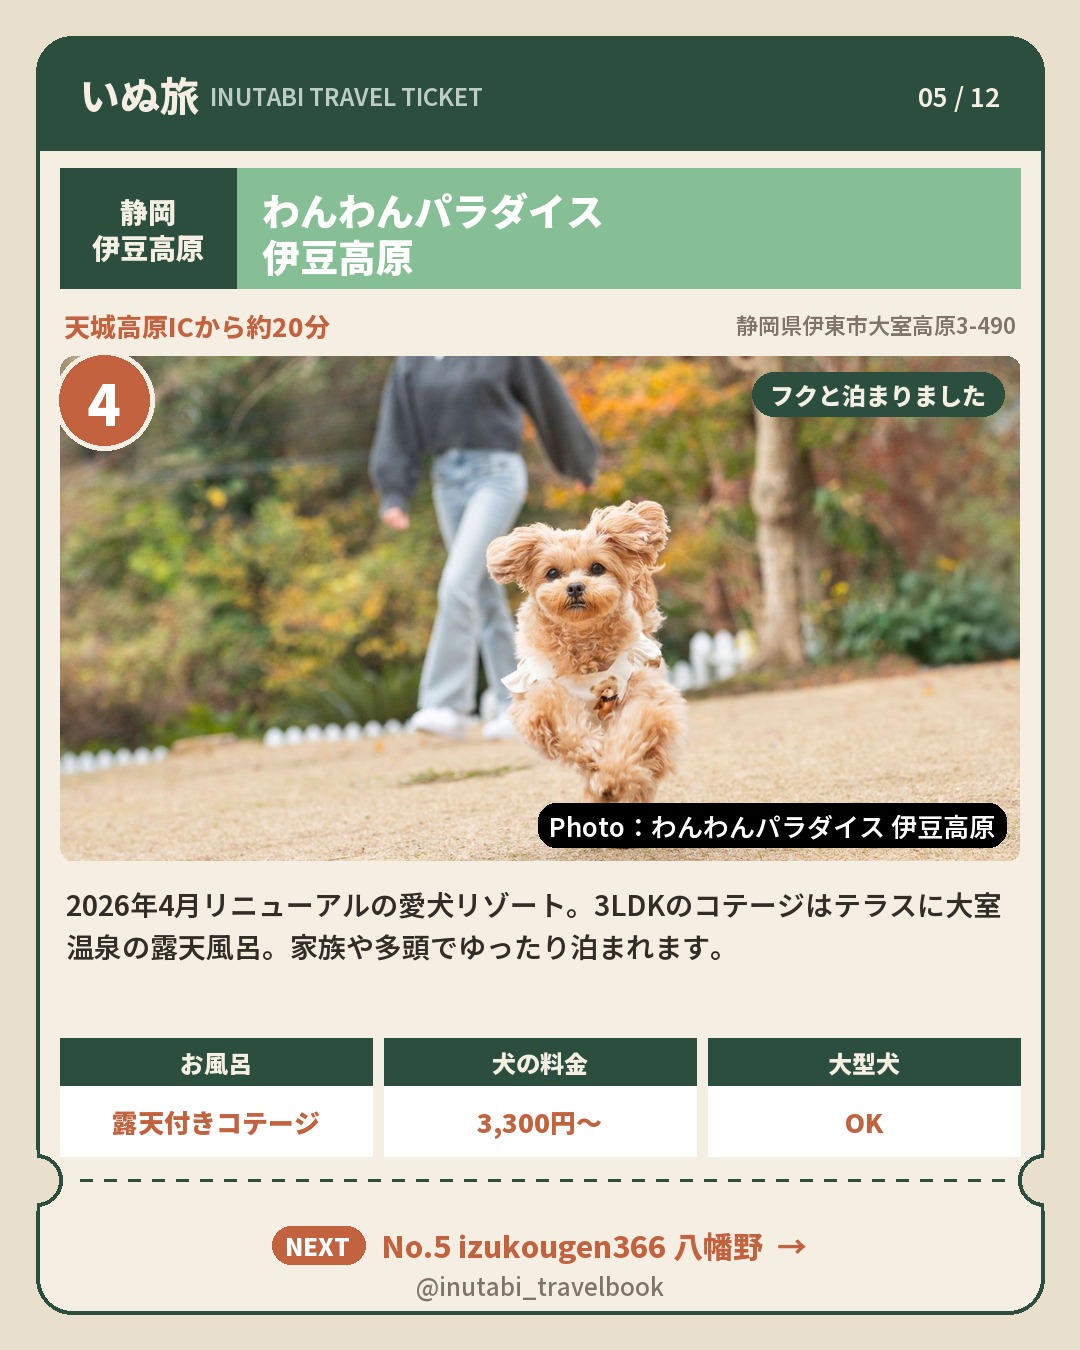 いぬ旅 INUTABI TRAVEL TICKET
05 / 12
静岡
伊豆高原
わんわんパラダイス
伊豆高原
天城高原ICから約20分
静岡県伊東市大室高原3-490
4
フクと泊まりました
Photo：わんわんパラダイス 伊豆高原
2026年4月リニューアルの愛犬リゾート。3LDKのコテージはテラスに大室
温泉の露天風呂。家族や多頭でゆったり泊まれます。
お風呂
露天付きコテージ
犬の料金
3,300円〜
大型犬
OK
NEXT No.5 izukougen366 八幡野 →
@inutabi_travelbook